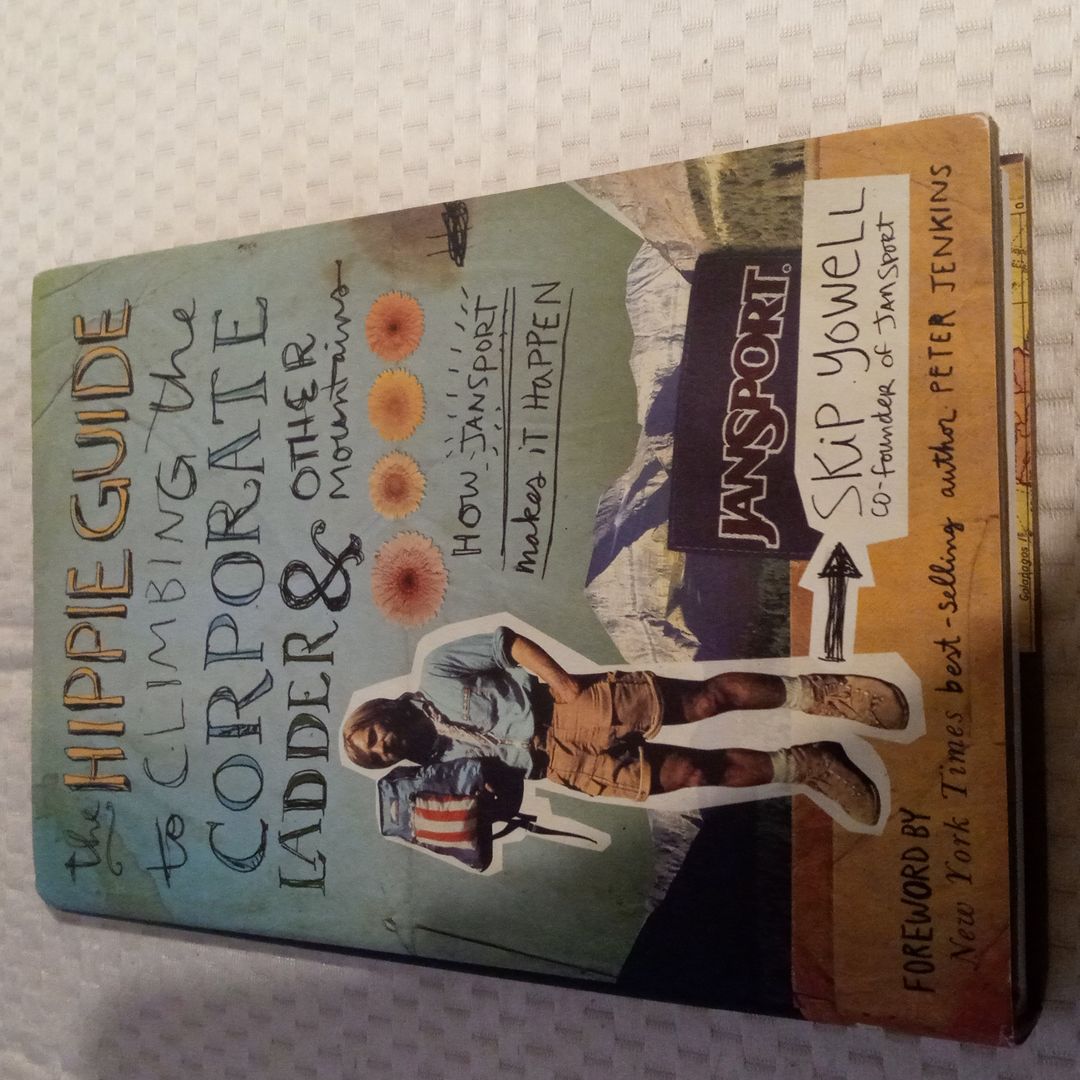 the HIPPIE GUIDE
to CLIMBING the
CORPORATE
LADDER & OTHER
Mountains
HOW JANSPORT
makes it HAPPEN
JANSPORT®
SKiP YOWELL
co-founder of JanSport
FOREWORD BY
New York Times best-selling author PETER JENKINS